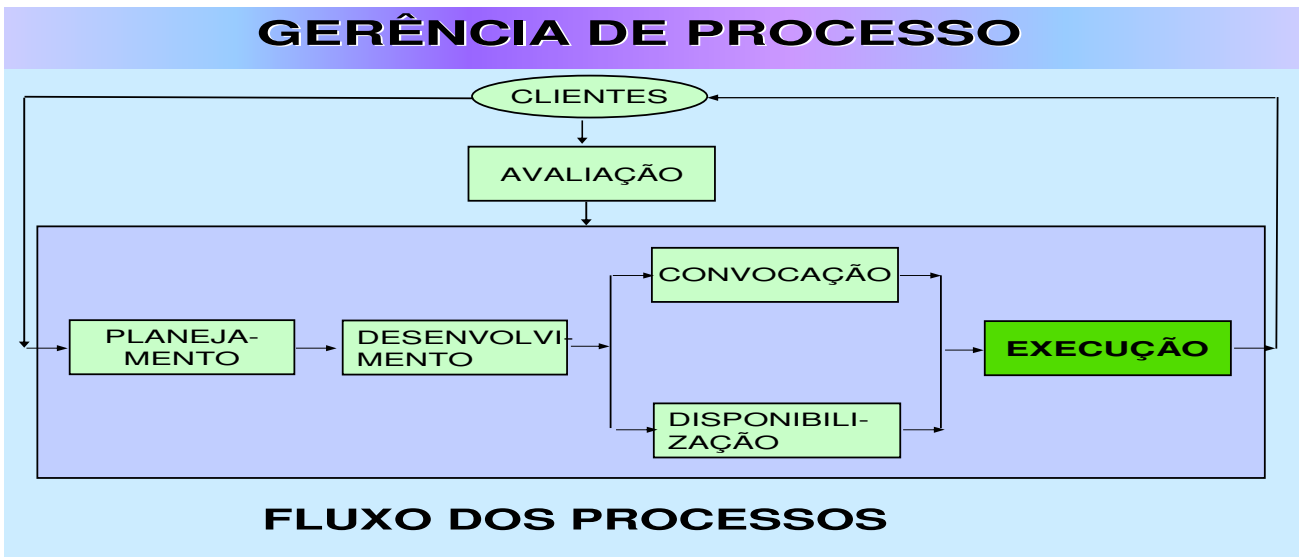 GERÊNCIA DE PROCESSO
CLIENTES
AVALIAÇÃO
CONVOCAÇÃO
PLANEJA-
MENTO
DESENVOLVI-
MENTO
EXECUÇÃO
DISPONIBILI-
ZAÇÃO
FLUXO DOS PROCESSOS